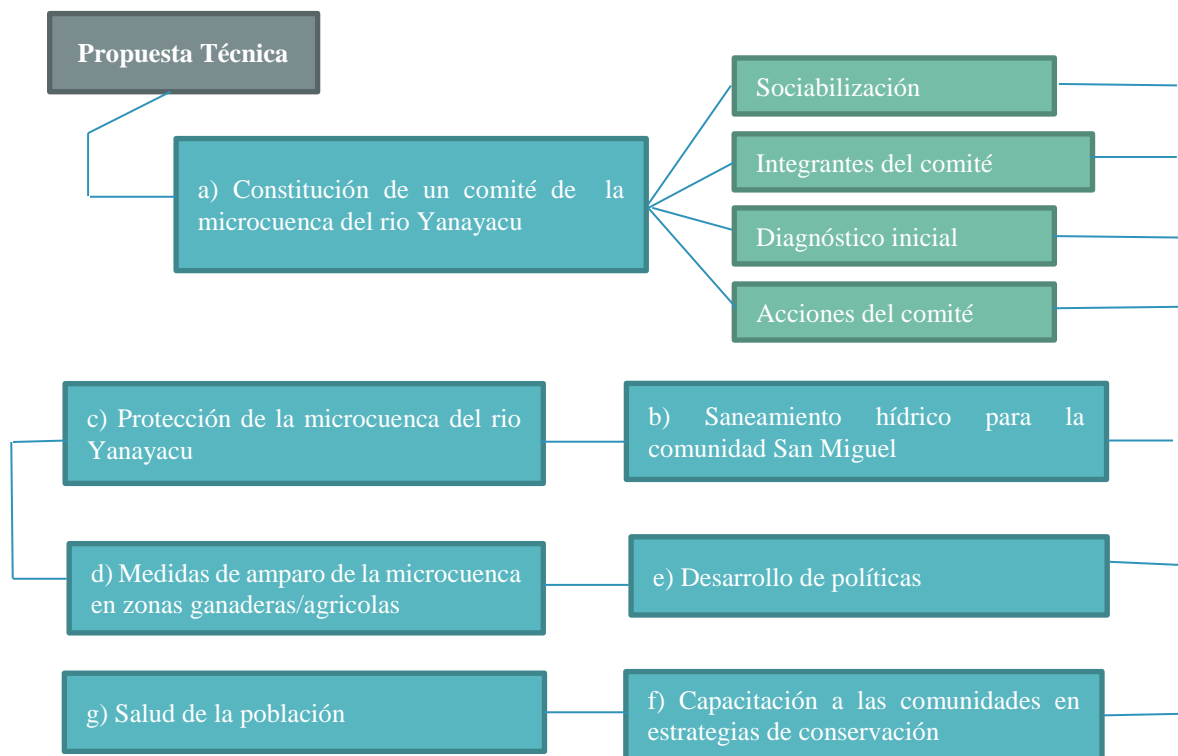 Propuesta Técnica
a) Constitución de un comité de la
microcuenca del rio Yanayacu
Sociabilización
Integrantes del comité
Diagnóstico inicial
Acciones del comité
b) Saneamiento hídrico para la
comunidad San Miguel
c) Protección de la microcuenca del rio
Yanayacu
d) Medidas de amparo de la microcuenca
en zonas ganaderas/agricolas
e) Desarrollo de políticas
f) Capacitación a las comunidades en
estrategias de conservación
g) Salud de la población